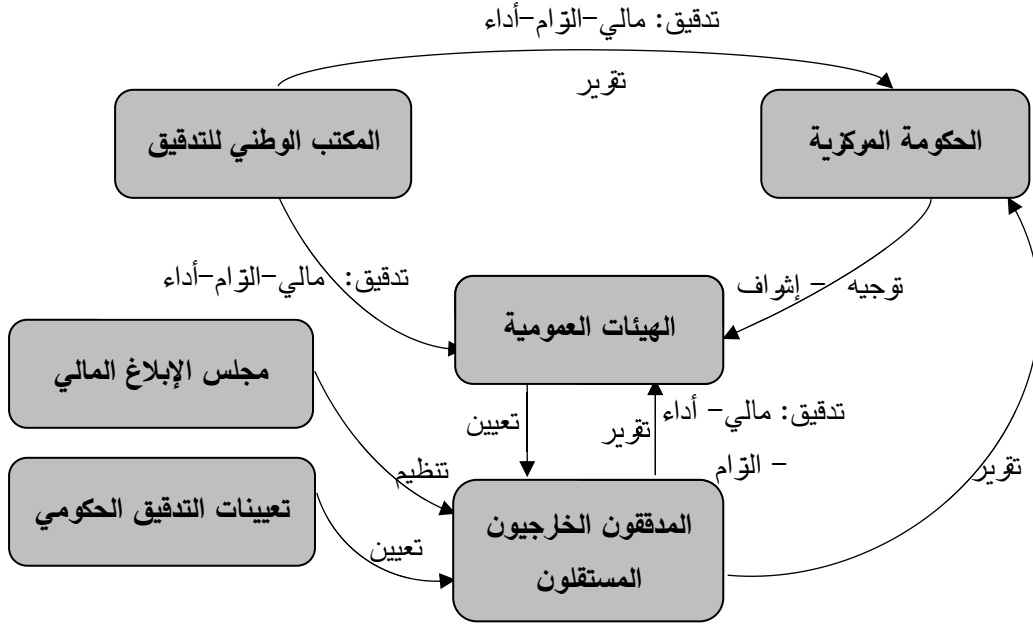 تدقيق: مالي-التزام-أداء
تقرير
الحكومة المركزية
المكتب الوطني للتدقيق
توجيه - إشراف
تدقيق: مالي-التزام-أداء
الهيئات العمومية
مجلس الإبلاغ المالي
تدقيق: مالي- أداء
- التزام
تقرير
تعيين
تقرير
تنظيم
تعيينات التدقيق الحكومي
المدققون الخارجيون
المستقلون
تعيين